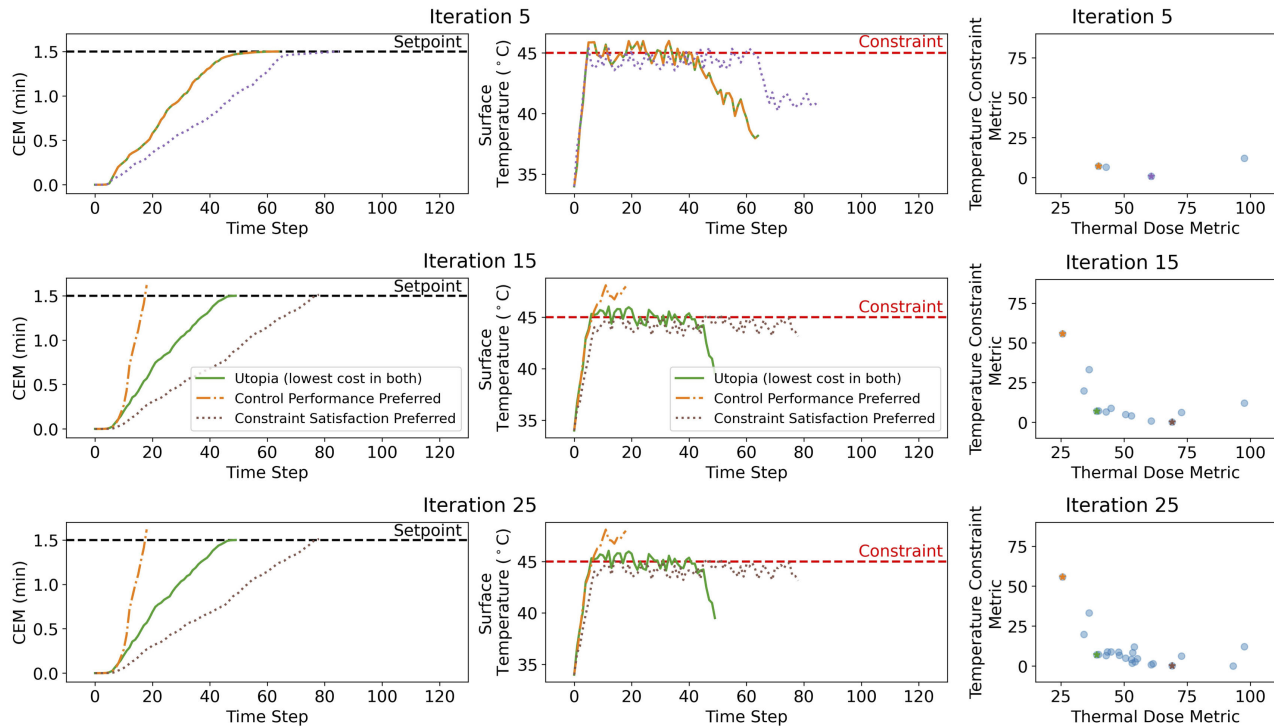 Iteration 5
Iteration 5
Setpoint
Constraint
CEM (min)
1.5
1.0
0.5
0.0
0 20 40 60 80 100 120
Time Step
Surface
Temperature (°C)
45
40
35
0 20 40 60 80 100 120
Time Step
Temperature Constraint
Metric
75
50
25
0
25 50 75 100
Thermal Dose Metric
Iteration 15
Iteration 15
Setpoint
Constraint
CEM (min)
1.5
1.0
0.5
0.0
Utopia (lowest cost in both)
Control Performance Preferred
Constraint Satisfaction Preferred
0 20 40 60 80 100 120
Time Step
Surface
Temperature (°C)
45
40
35
Utopia (lowest cost in both)
Control Performance Preferred
Constraint Satisfaction Preferred
0 20 40 60 80 100 120
Time Step
Temperature Constraint
Metric
75
50
25
0
25 50 75 100
Thermal Dose Metric
Iteration 25
Iteration 25
Setpoint
Constraint
CEM (min)
1.5
1.0
0.5
0.0
0 20 40 60 80 100 120
Time Step
Surface
Temperature (°C)
45
40
35
0 20 40 60 80 100 120
Time Step
Temperature Constraint
Metric
75
50
25
0
25 50 75 100
Thermal Dose Metric